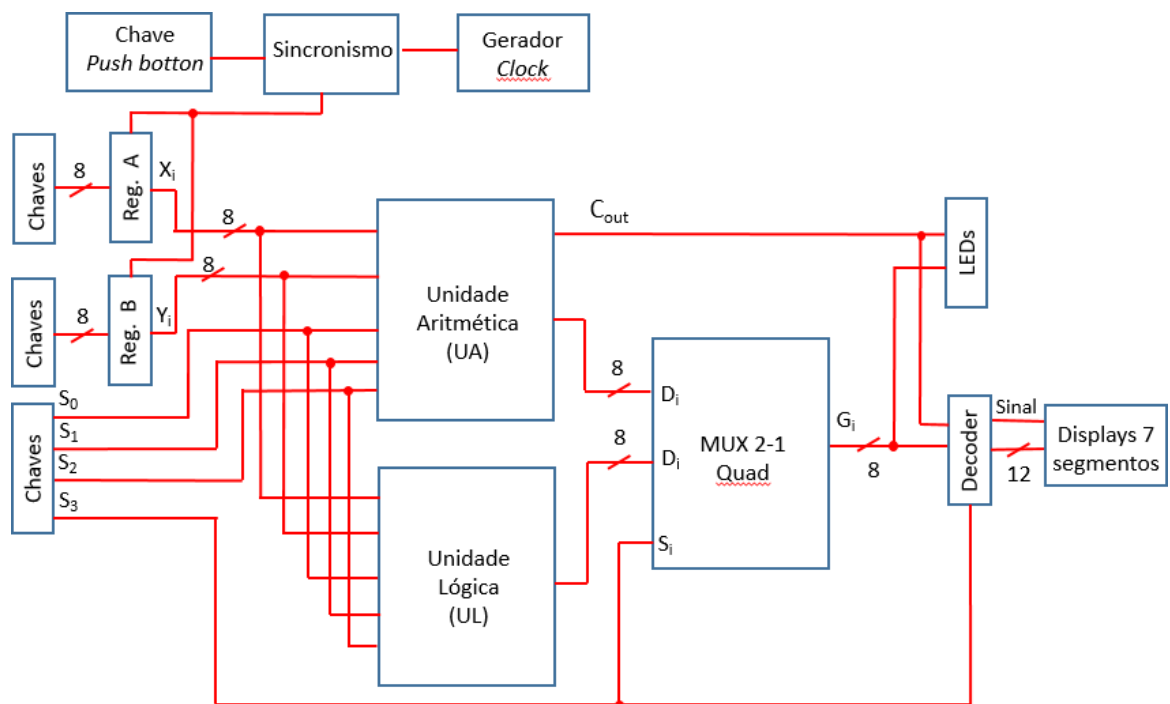 Chave
Push botton
Sincronismo
Gerador
Clock
Chaves
8
Reg. A
Xi
8
Chaves
8
Reg. B
Yi
8
Chaves
S0
S1
S2
S3
Unidade
Aritmética
(UA)
Cout
LEDs
Unidade
Lógica
(UL)
8
Di
8
Di
Si
MUX 2-1
Quad
Gi
8
Decoder
Sinal
12
Displays 7
segmentos